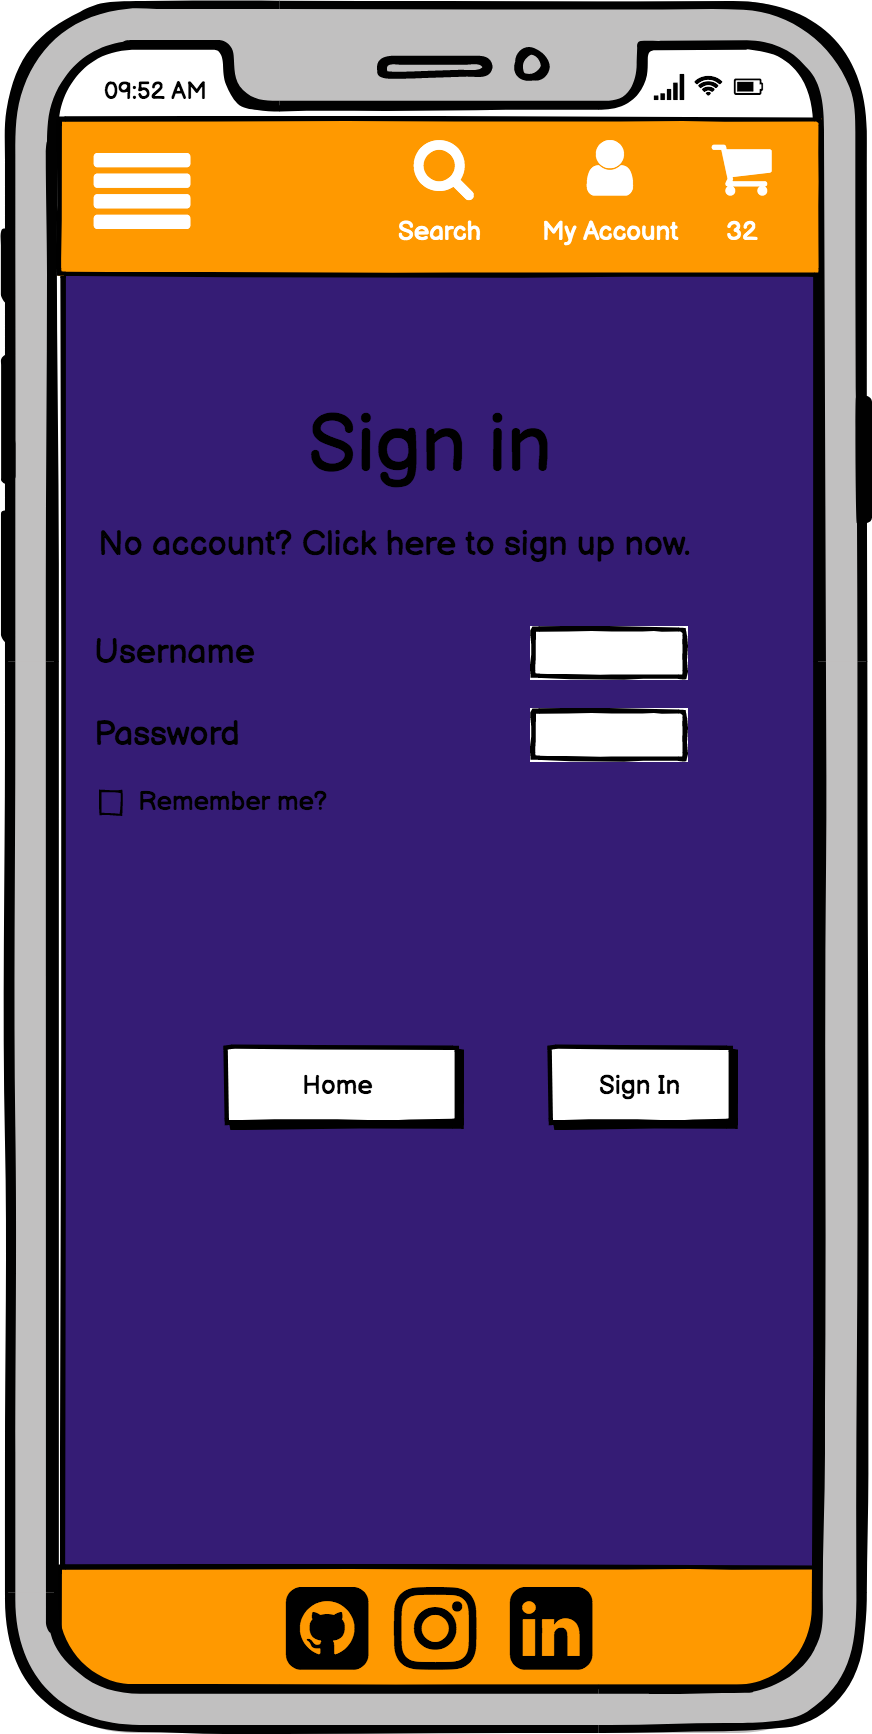 09:52 AM
Search
My Account
32
Sign in
No account? Click here to sign up now.
Username
Password
Remember me?
Home
Sign In
in